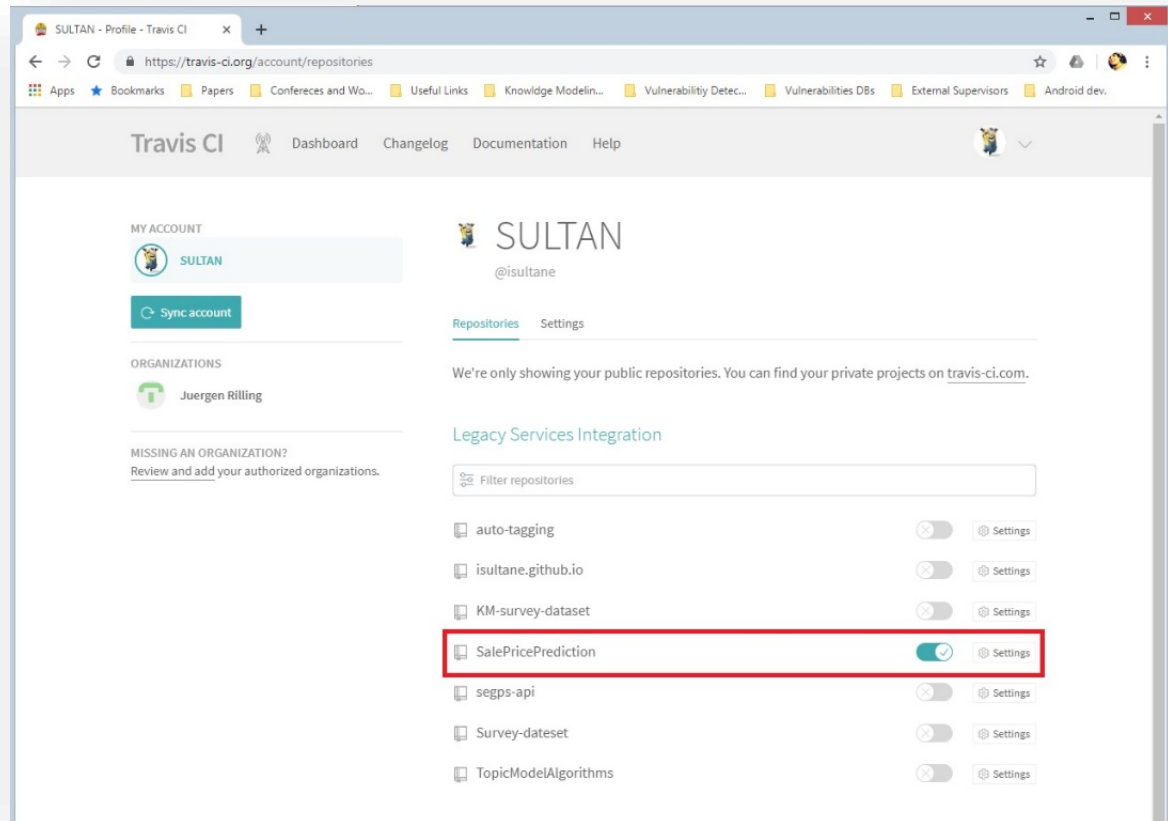 SULTAN - Profile - Travis CI
https://travis-ci.org/account/repositories
Apps Bookmarks Papers Confereces and Wo... Useful Links Knowldge Modelin... Vulnerabilitiy Detec... Vulnerabilities DBs External Supervisors Android dev.
Travis CI Dashboard Changelog Documentation Help
MY ACCOUNT
SULTAN
Sync account
ORGANIZATIONS
Juergen Rilling
MISSING AN ORGANIZATION?
Review and add your authorized organizations.
SULTAN
@isultane
Repositories Settings
We're only showing your public repositories. You can find your private projects on travis-ci.com.
Legacy Services Integration
Filter repositories
auto-tagging Settings
isultane.github.io Settings
KM-survey-dataset Settings
SalePricePrediction Settings
segps-api Settings
Survey-dateset Settings
TopicModelAlgorithms Settings